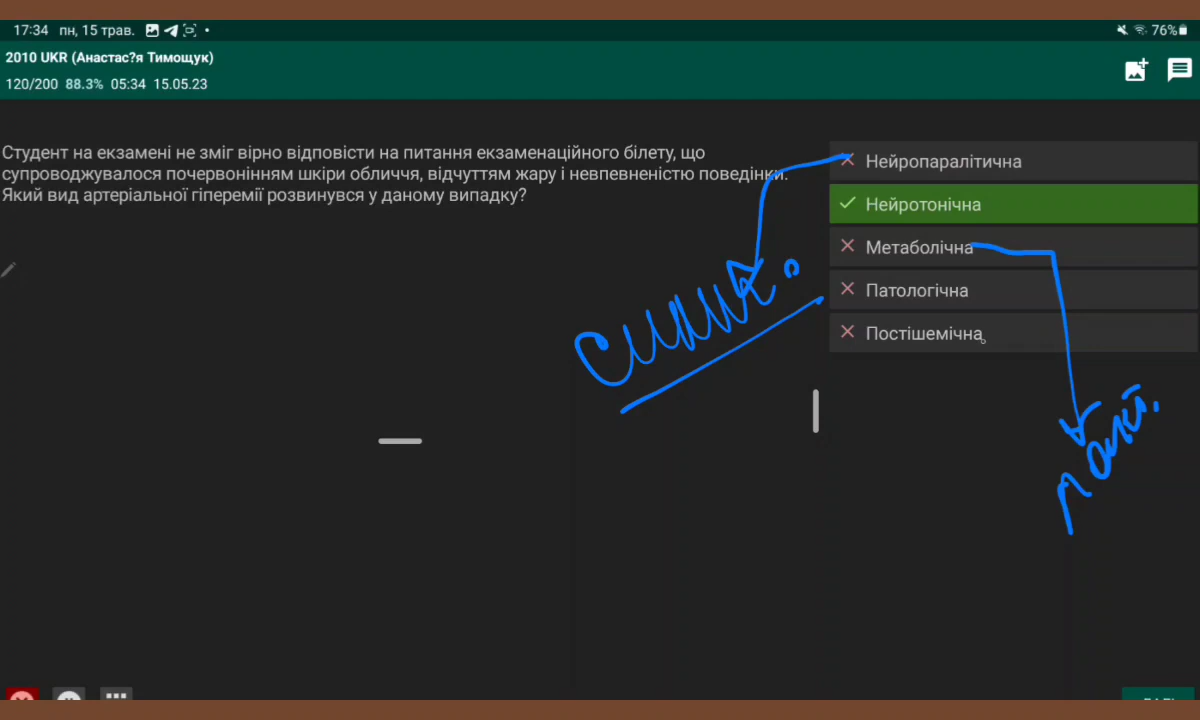 17:34 пн, 15 трав.
76%
2010 UKR (Анастас?я Тимощук)
120/200 88.3% 05:34 15.05.23
Студент на екзамені не зміг вірно відповісти на питання екзаменаційного білету, що
супроводжувалося почервонінням шкіри обличчя, відчуттям жару і невпевненістю поведінки.
Який вид артеріальної гіперемії розвинувся у даному випадку?
Нейропаралітична
Нейротонічна
Метаболічна
Патологічна
Постішемічна